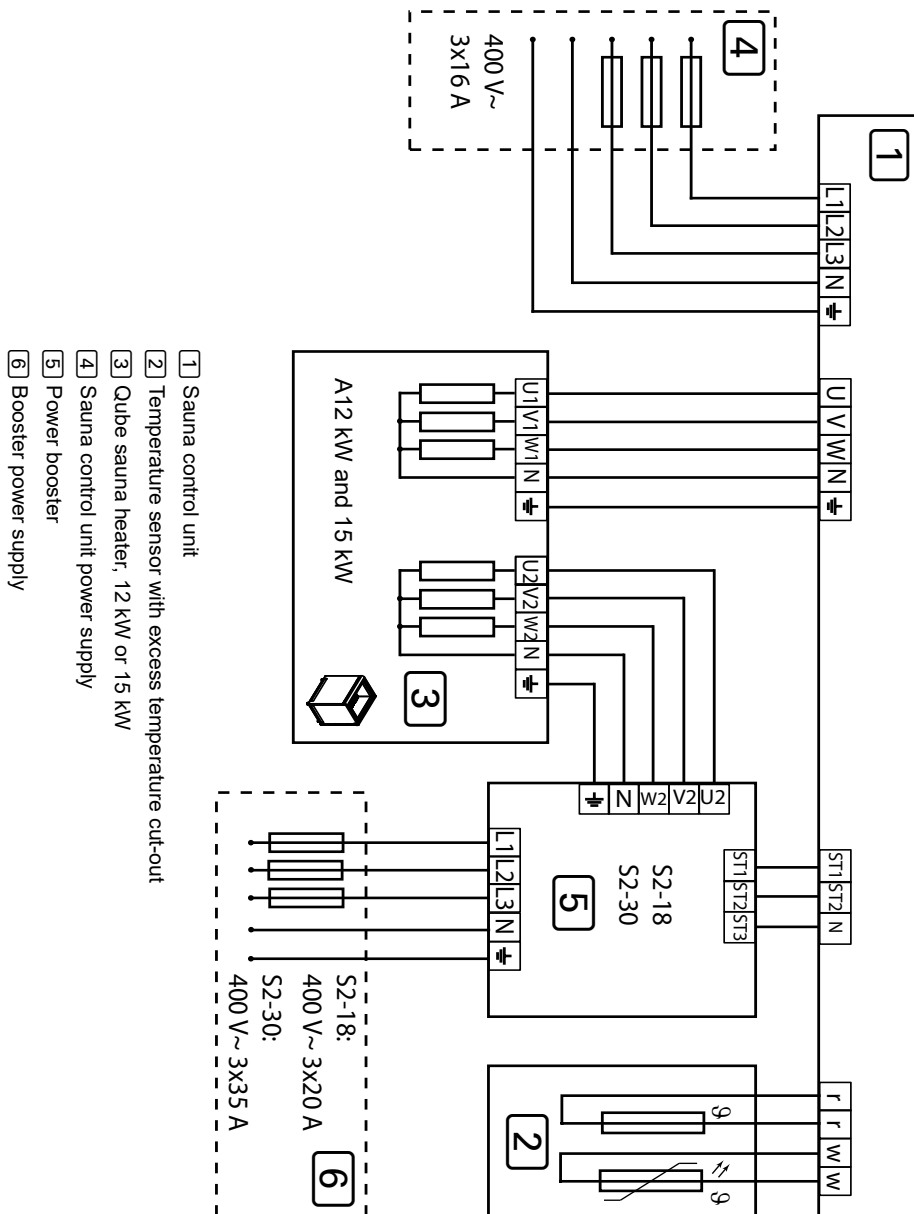 4
400 V~
3x16 A
1
L1 L2 L3 N
U V W N
ST1 ST2 N
r r w w
U1 V1 W1 N
U2 V2 W2 N
A12 kW and 15 kW
3
N W2 V2 U2
ST1 ST2 ST3
S2-18
S2-30
5
L1 L2 L3 N
S2-18:
400 V~ 3x20 A
S2-30:
400 V~ 3x35 A
6
ϑ
ϑ
2
1 Sauna control unit
2 Temperature sensor with excess temperature cut-out
3 Qube sauna heater, 12 kW or 15 kW
4 Sauna control unit power supply
5 Power booster
6 Booster power supply